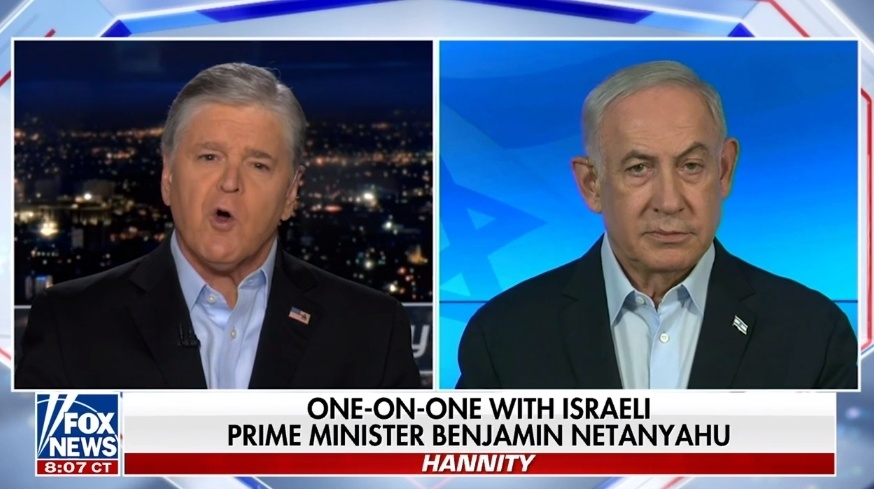 y
ONE-ON-ONE WITH ISRAELI
PRIME MINISTER BENJAMIN NETANYAHU
FOX
NEWS
8:07 CT
HANNITY